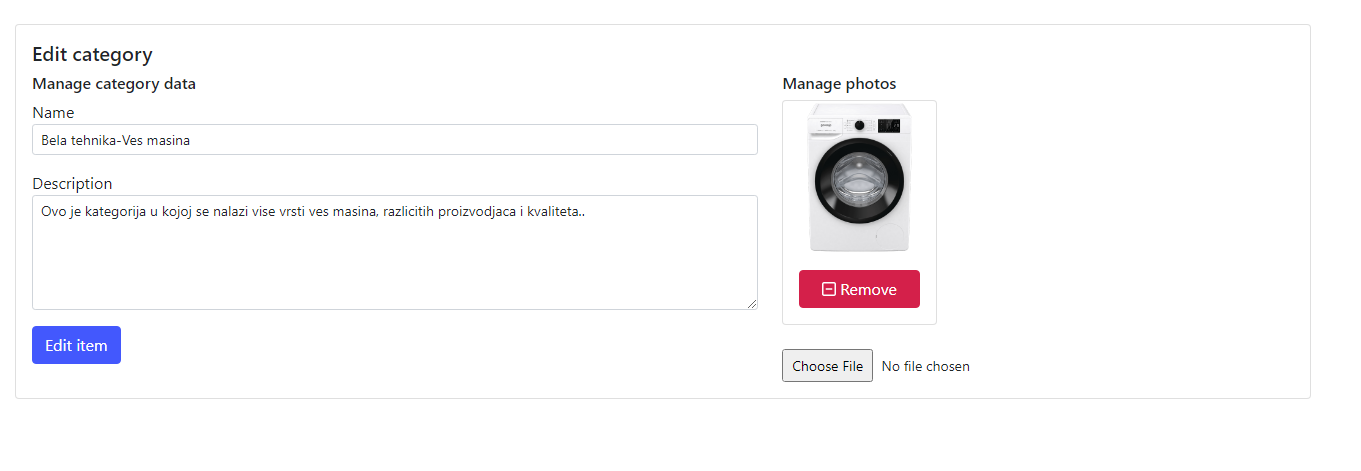 Edit category
Manage category data
Name
Bela tehnika-Ves masina
Description
Ovo je kategorija u kojoj se nalazi vise vrsti ves masina, razlicitih proizvodjaca i kvaliteta..
Edit item
Manage photos
Remove
Choose File No file chosen